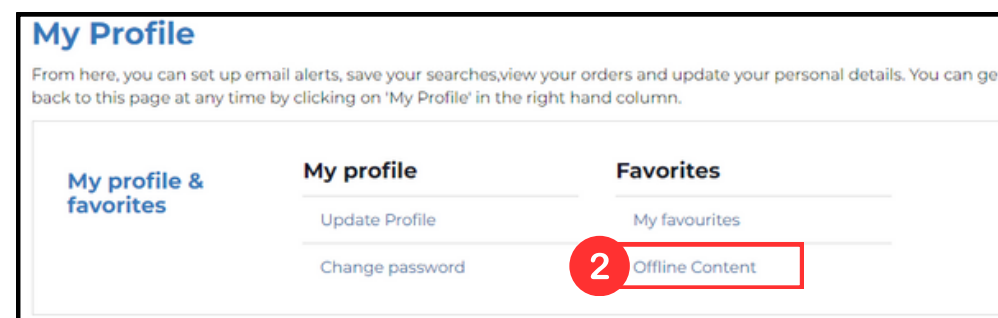 My Profile
From here, you can set up email alerts, save your searches,view your orders and update your personal details. You can ge
back to this page at any time by clicking on 'My Profile' in the right hand column.
My profile &
favorites
My profile
Update Profile
Change password
Favorites
My favourites
2 Offline Content